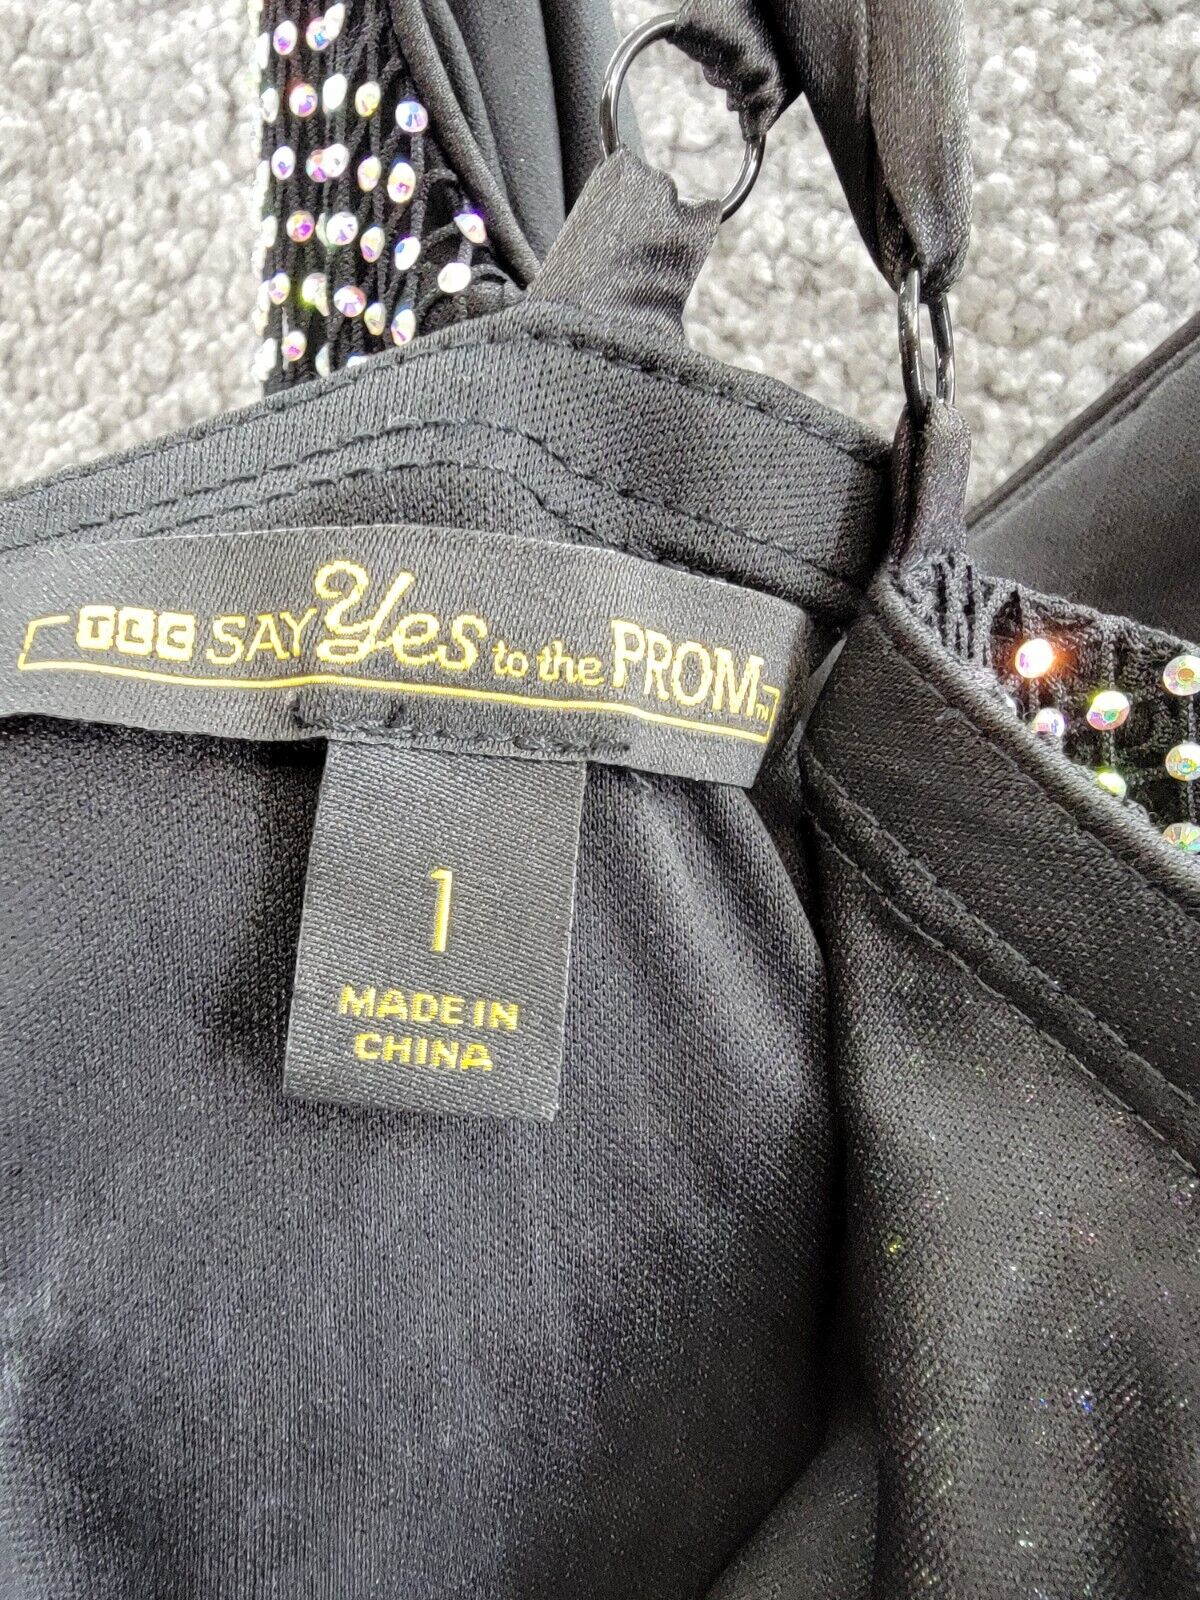 TLC SAY Yes to the PROM™
1
MADE IN
CHINA